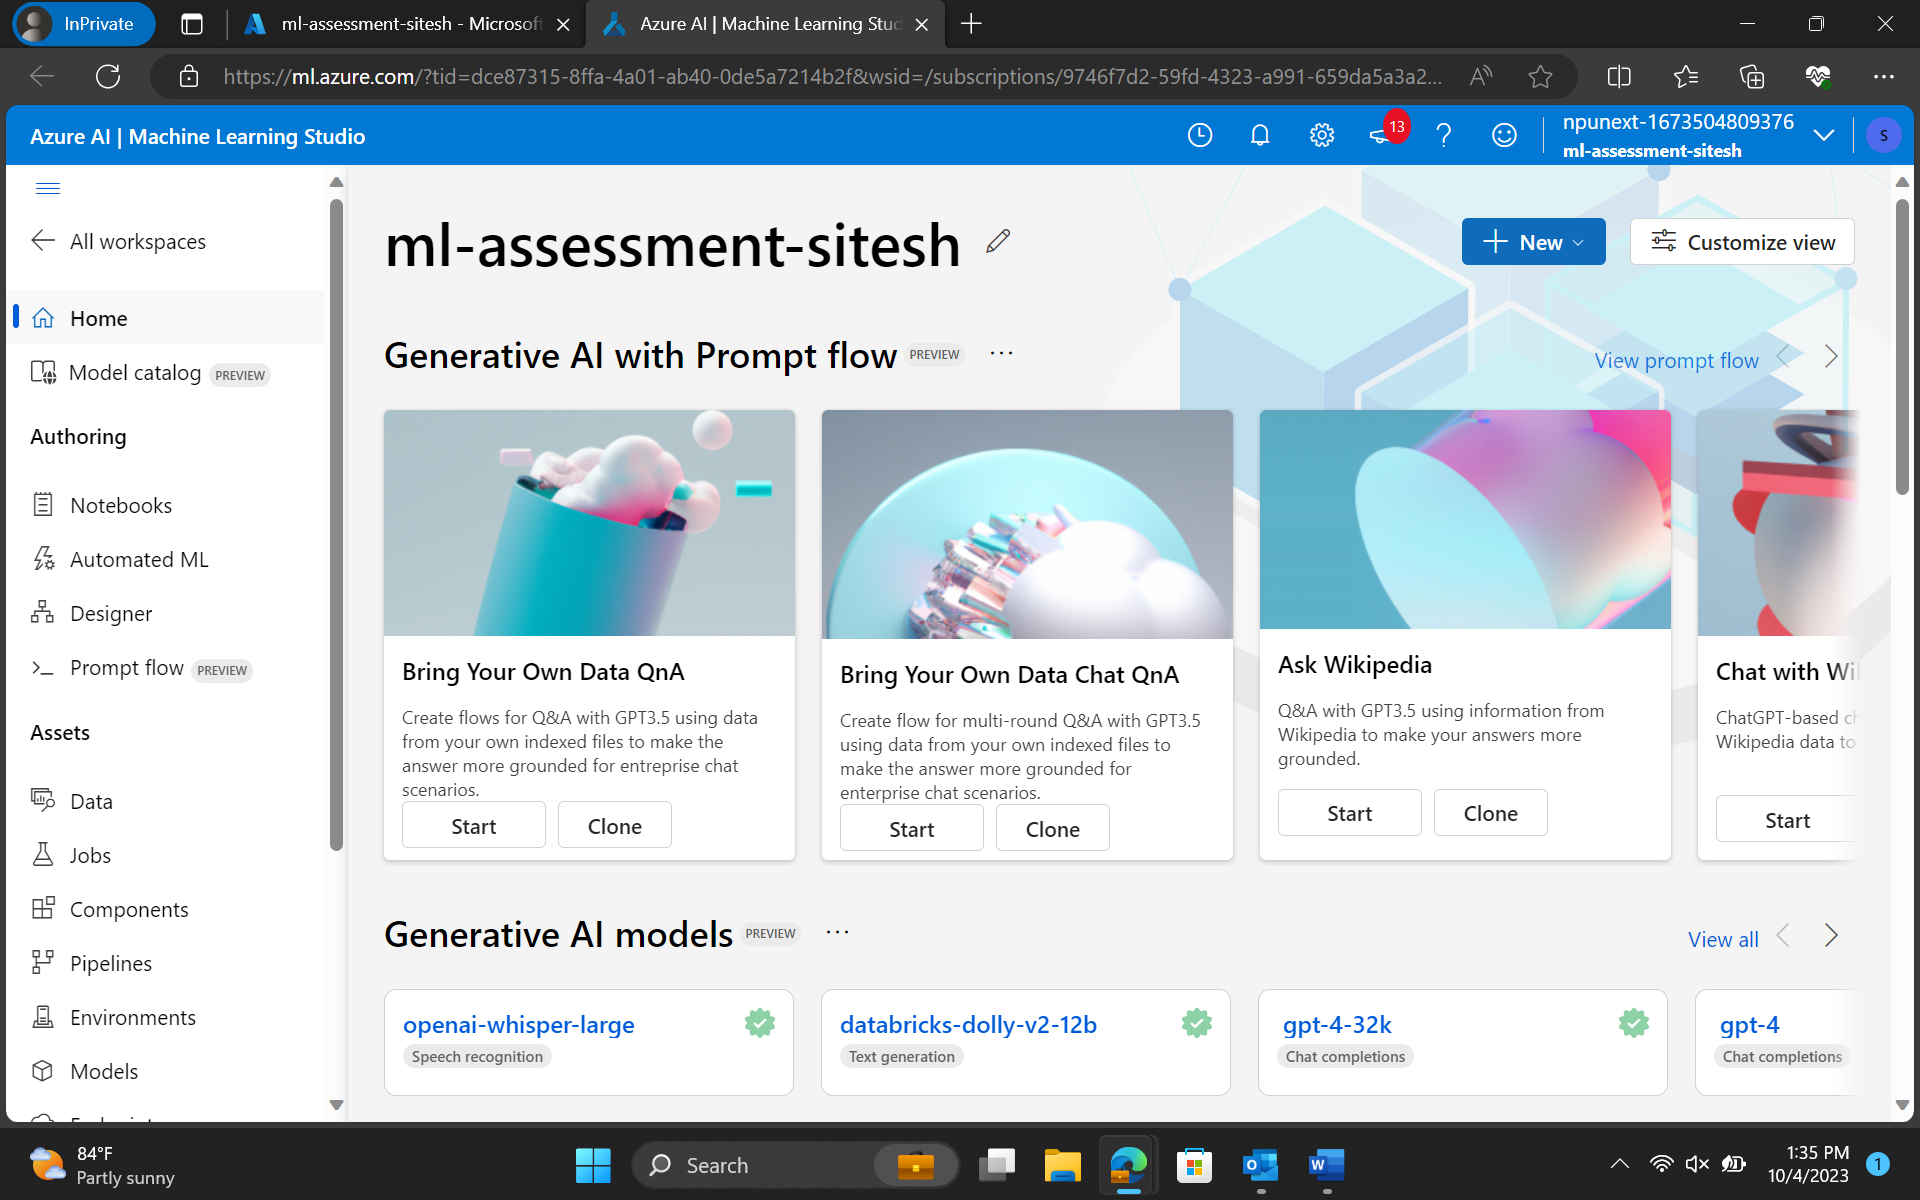 InPrivate
ml-assessment-sitesh - Microsoft
Azure AI | Machine Learning Stud
https://ml.azure.com/?tid=dce87315-8ffa-4a01-ab40-0de5a7214b2f&wsid=/subscriptions/9746f7d2-59fd-4323-a991-659da5a3a2...
Azure AI | Machine Learning Studio
13
npunext-1673504809376
ml-assessment-sitesh
S
All workspaces
Home
Model catalog PREVIEW
Authoring
Notebooks
Automated ML
Designer
Prompt flow PREVIEW
Assets
Data
Jobs
Components
Pipelines
Environments
Models
ml-assessment-sitesh
New
Customize view
Generative AI with Prompt flow PREVIEW ...
View prompt flow
Bring Your Own Data QnA
Create flows for Q&A with GPT3.5 using data
from your own indexed files to make the
answer more grounded for entreprise chat
scenarios.
Start
Clone
Bring Your Own Data Chat QnA
Create flow for multi-round Q&A with GPT3.5
using data from your own indexed files to
make the answer more grounded for
enterprise chat scenarios.
Start
Clone
Ask Wikipedia
Q&A with GPT3.5 using information from
Wikipedia to make your answers more
grounded.
Start
Clone
Chat with Wi
ChatGPT-based ch
Wikipedia data to
Start
Generative AI models PREVIEW ...
View all
openai-whisper-large
Speech recognition
databricks-dolly-v2-12b
Text generation
gpt-4-32k
Chat completions
gpt-4
Chat completions
84°F
Partly sunny
Search
1:35 PM
10/4/2023
1